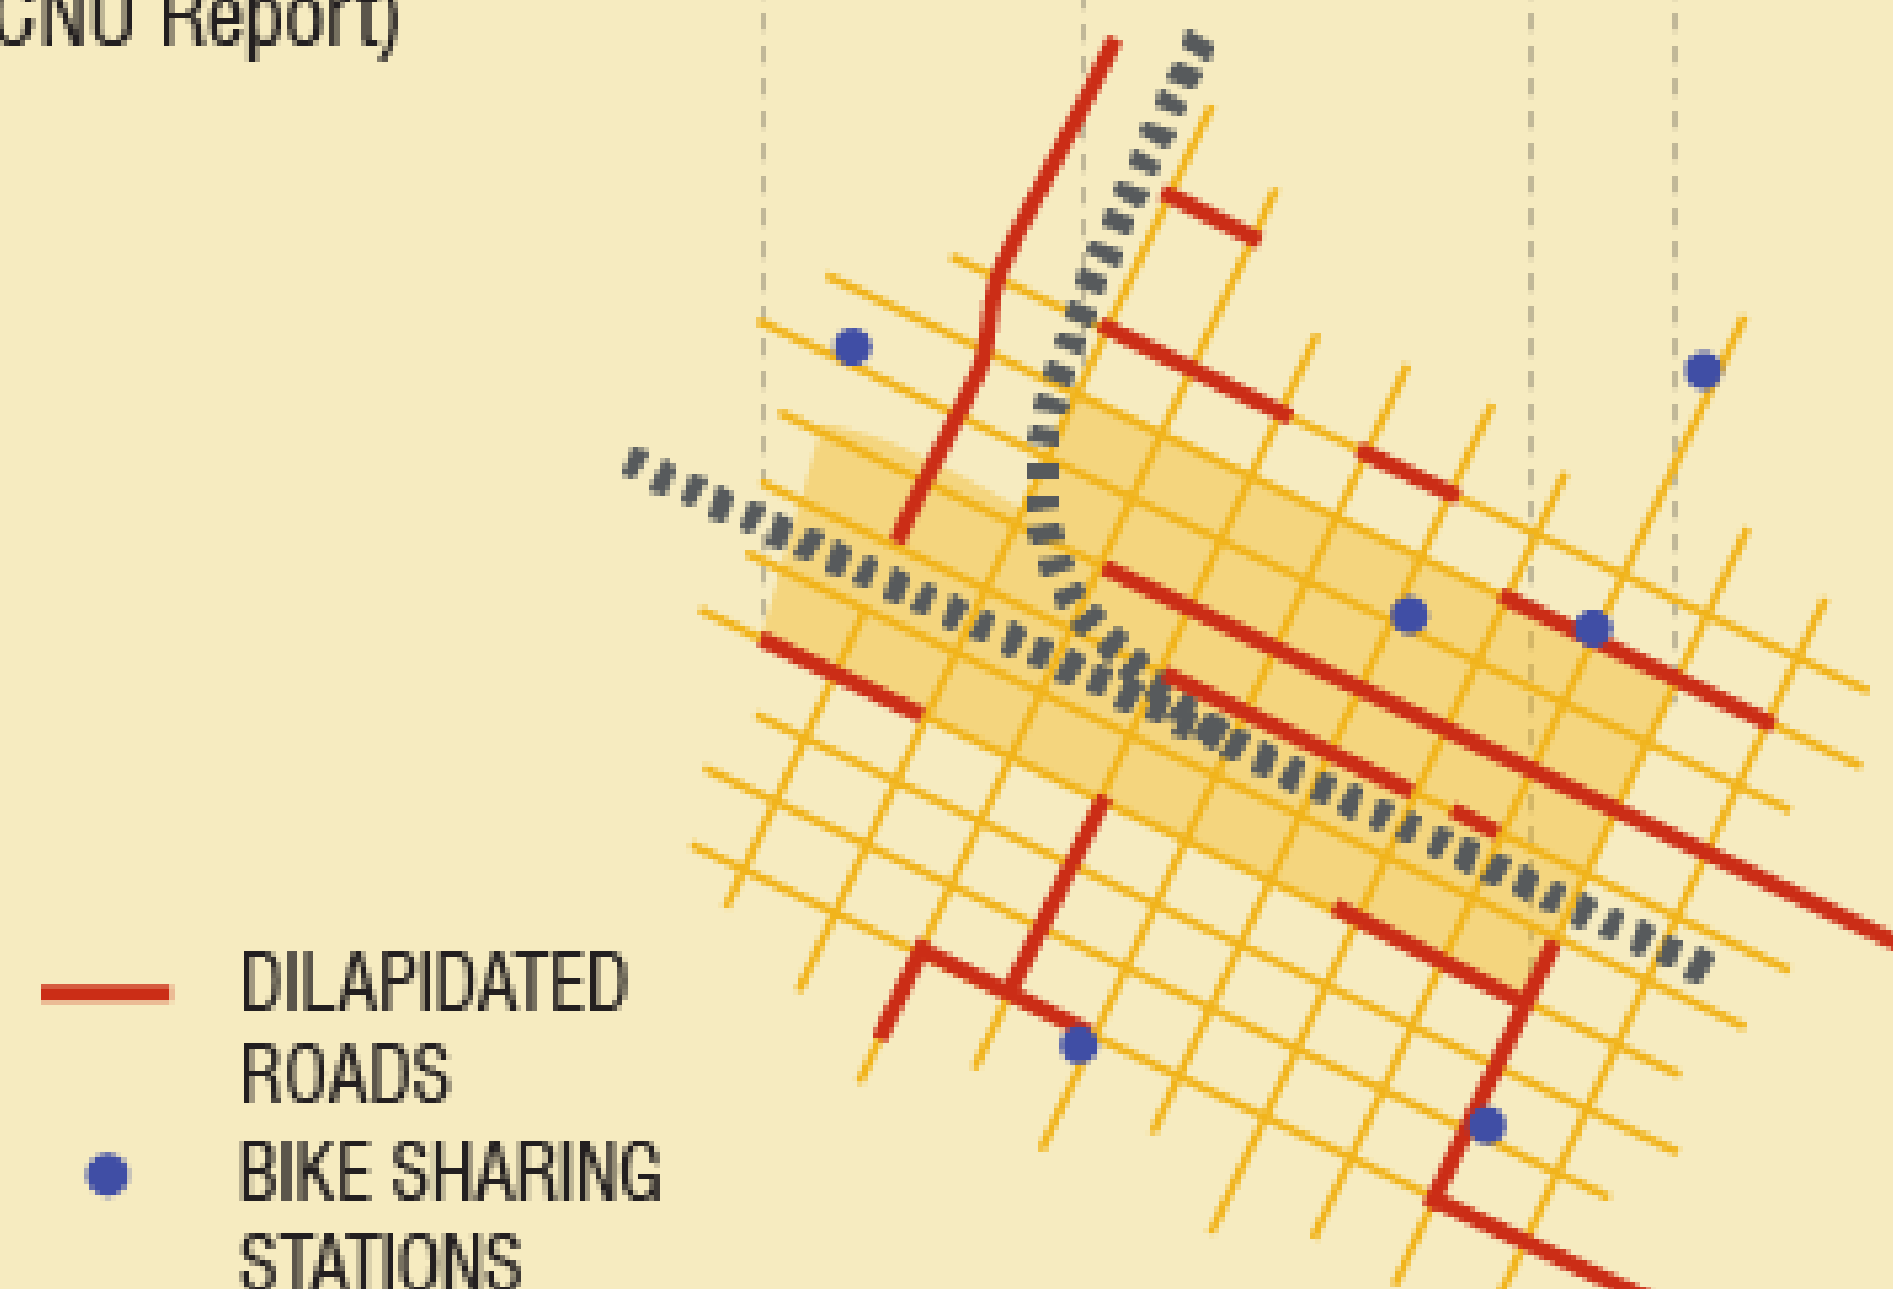 CNU Report)
DILAPIDATED
ROADS
BIKE SHARING
STATIONS